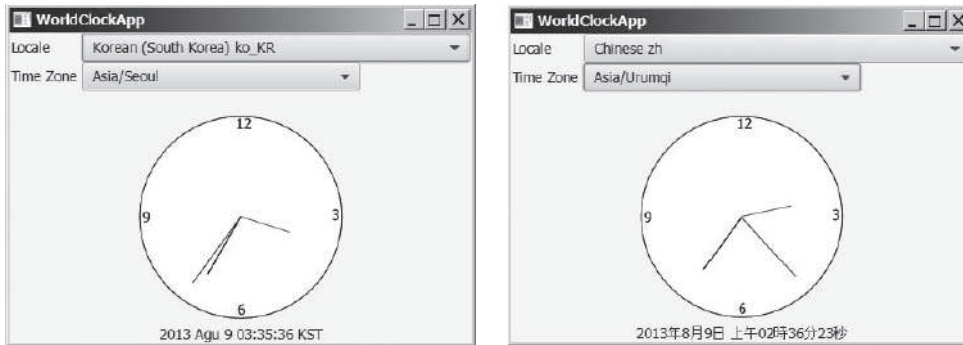 WorldClockApp
Locale Korean (South Korea) ko_KR
Time Zone Asia/Seoul
12
9 3
6
2013 Agu 9 03:35:36 KST
WorldClockApp
Locale Chinese zh
Time Zone Asia/Urumqi
12
9 3
6
2013年8月9日 上午02時36分23秒